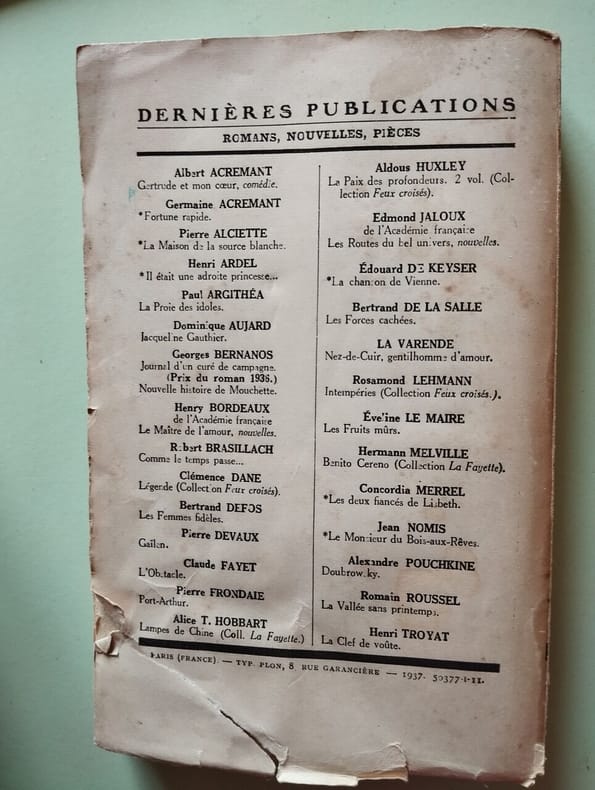 DERNIÈRES PUBLICATIONS
ROMANS, NOUVELLES, PIÈCES
Albert ACREMANT
Gertrude et mon cœur, comédie.
Germaine ACREMANT
*Fortune rapide.
Pierre ALCIETTE
*La Maison de la source blanche.
Henri ARDEL
*Il était une adroite princesse...
Paul ARGITHÉA
La Proie des idoles.
Dominique AUJARD
Jacqueline Gauthier.
Georges BERNANOS
Journal d'un curé de campagne.
(Prix du roman 1936.)
Nouvelle histoire de Mouchette.
Henry BORDEAUX
de l'Académie française
Le Maître de l'amour, nouvelles.
Robert BRASILLACH
Comme le temps passe...
Clémence DANE
Légende (Collection Feux croisés).
Bertrand DEFOS
Les Femmes fidèles.
Pierre DEVAUX
Claude FAYET
L'Obstacle.
Pierre FRONDAIE
Port-Arthur.
Alice T. HOBBART
Lampes de Chine (Coll. La Fayette.)
Aldous HUXLEY
La Paix des profondeurs. 2 vol. (Col-
lection Feux croisés).
Edmond JALOUX
de l'Académie française
Les Routes du bel univers, nouvelles.
Édouard DE KEYSER
*La chanson de Vienne.
Bertrand DE LA SALLE
Les Forces cachées.
LA VARENDE
Nez-de-Cuir, gentilhomme d'amour.
Rosamond LEHMANN
Intempéries (Collection Feux croisés.).
Éveline LE MAIRE
Les Fruits mûrs.
Hermann MELVILLE
Benito Cereno (Collection La Fayette).
Concordia MERREL
*Les deux fiancés de Lisbeth.
Jean NOMIS
*Le Monsieur du Bois-aux-Rêves.
Alexandre POUCHKINE
Doubrowsky.
Romain ROUSSEL
La Vallée sans printemps.
Henri TROYAT
La Clef de voûte.
PARIS (FRANCE). — TYP. PLON, 8, RUE GARANCIÈRE — 1937. 50377-I-11.